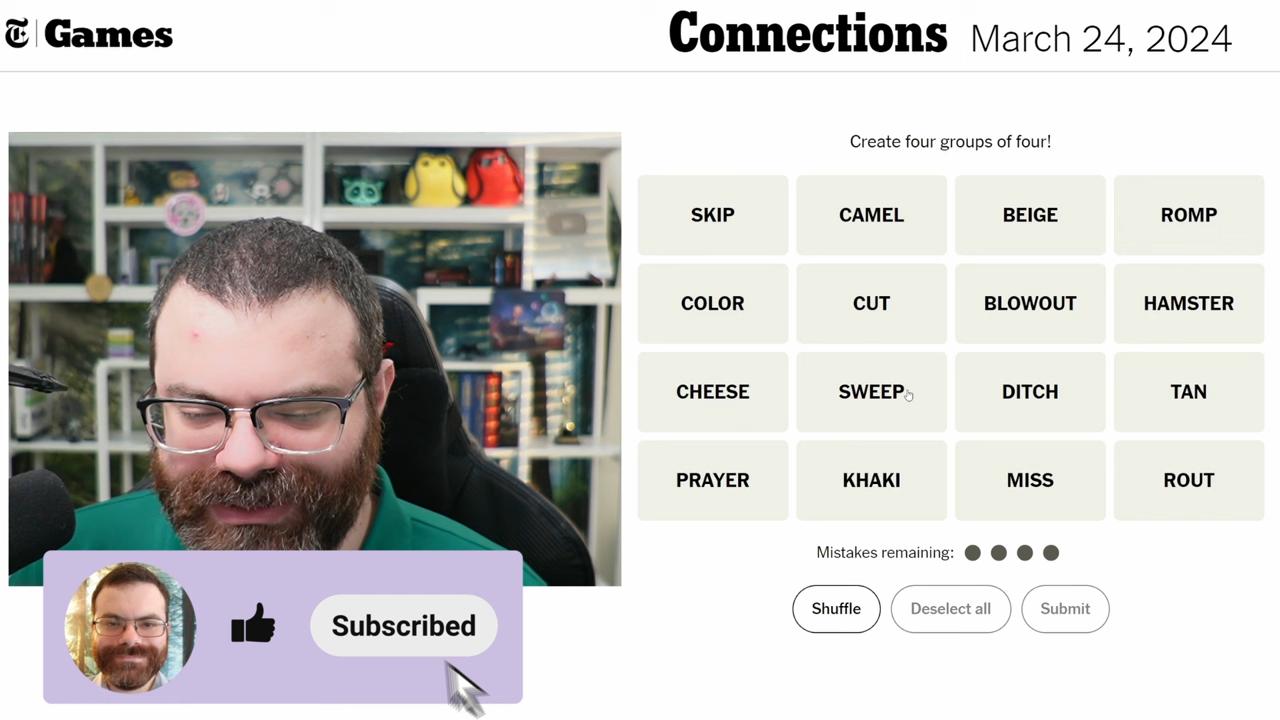 T Games
Connections March 24, 2024
Create four groups of four!
SKIP CAMEL BEIGE ROMP
COLOR CUT BLOWOUT HAMSTER
CHEESE SWEEP DITCH TAN
PRAYER KHAKI MISS ROUT
Mistakes remaining:
Shuffle Deselect all Submit
Subscribed